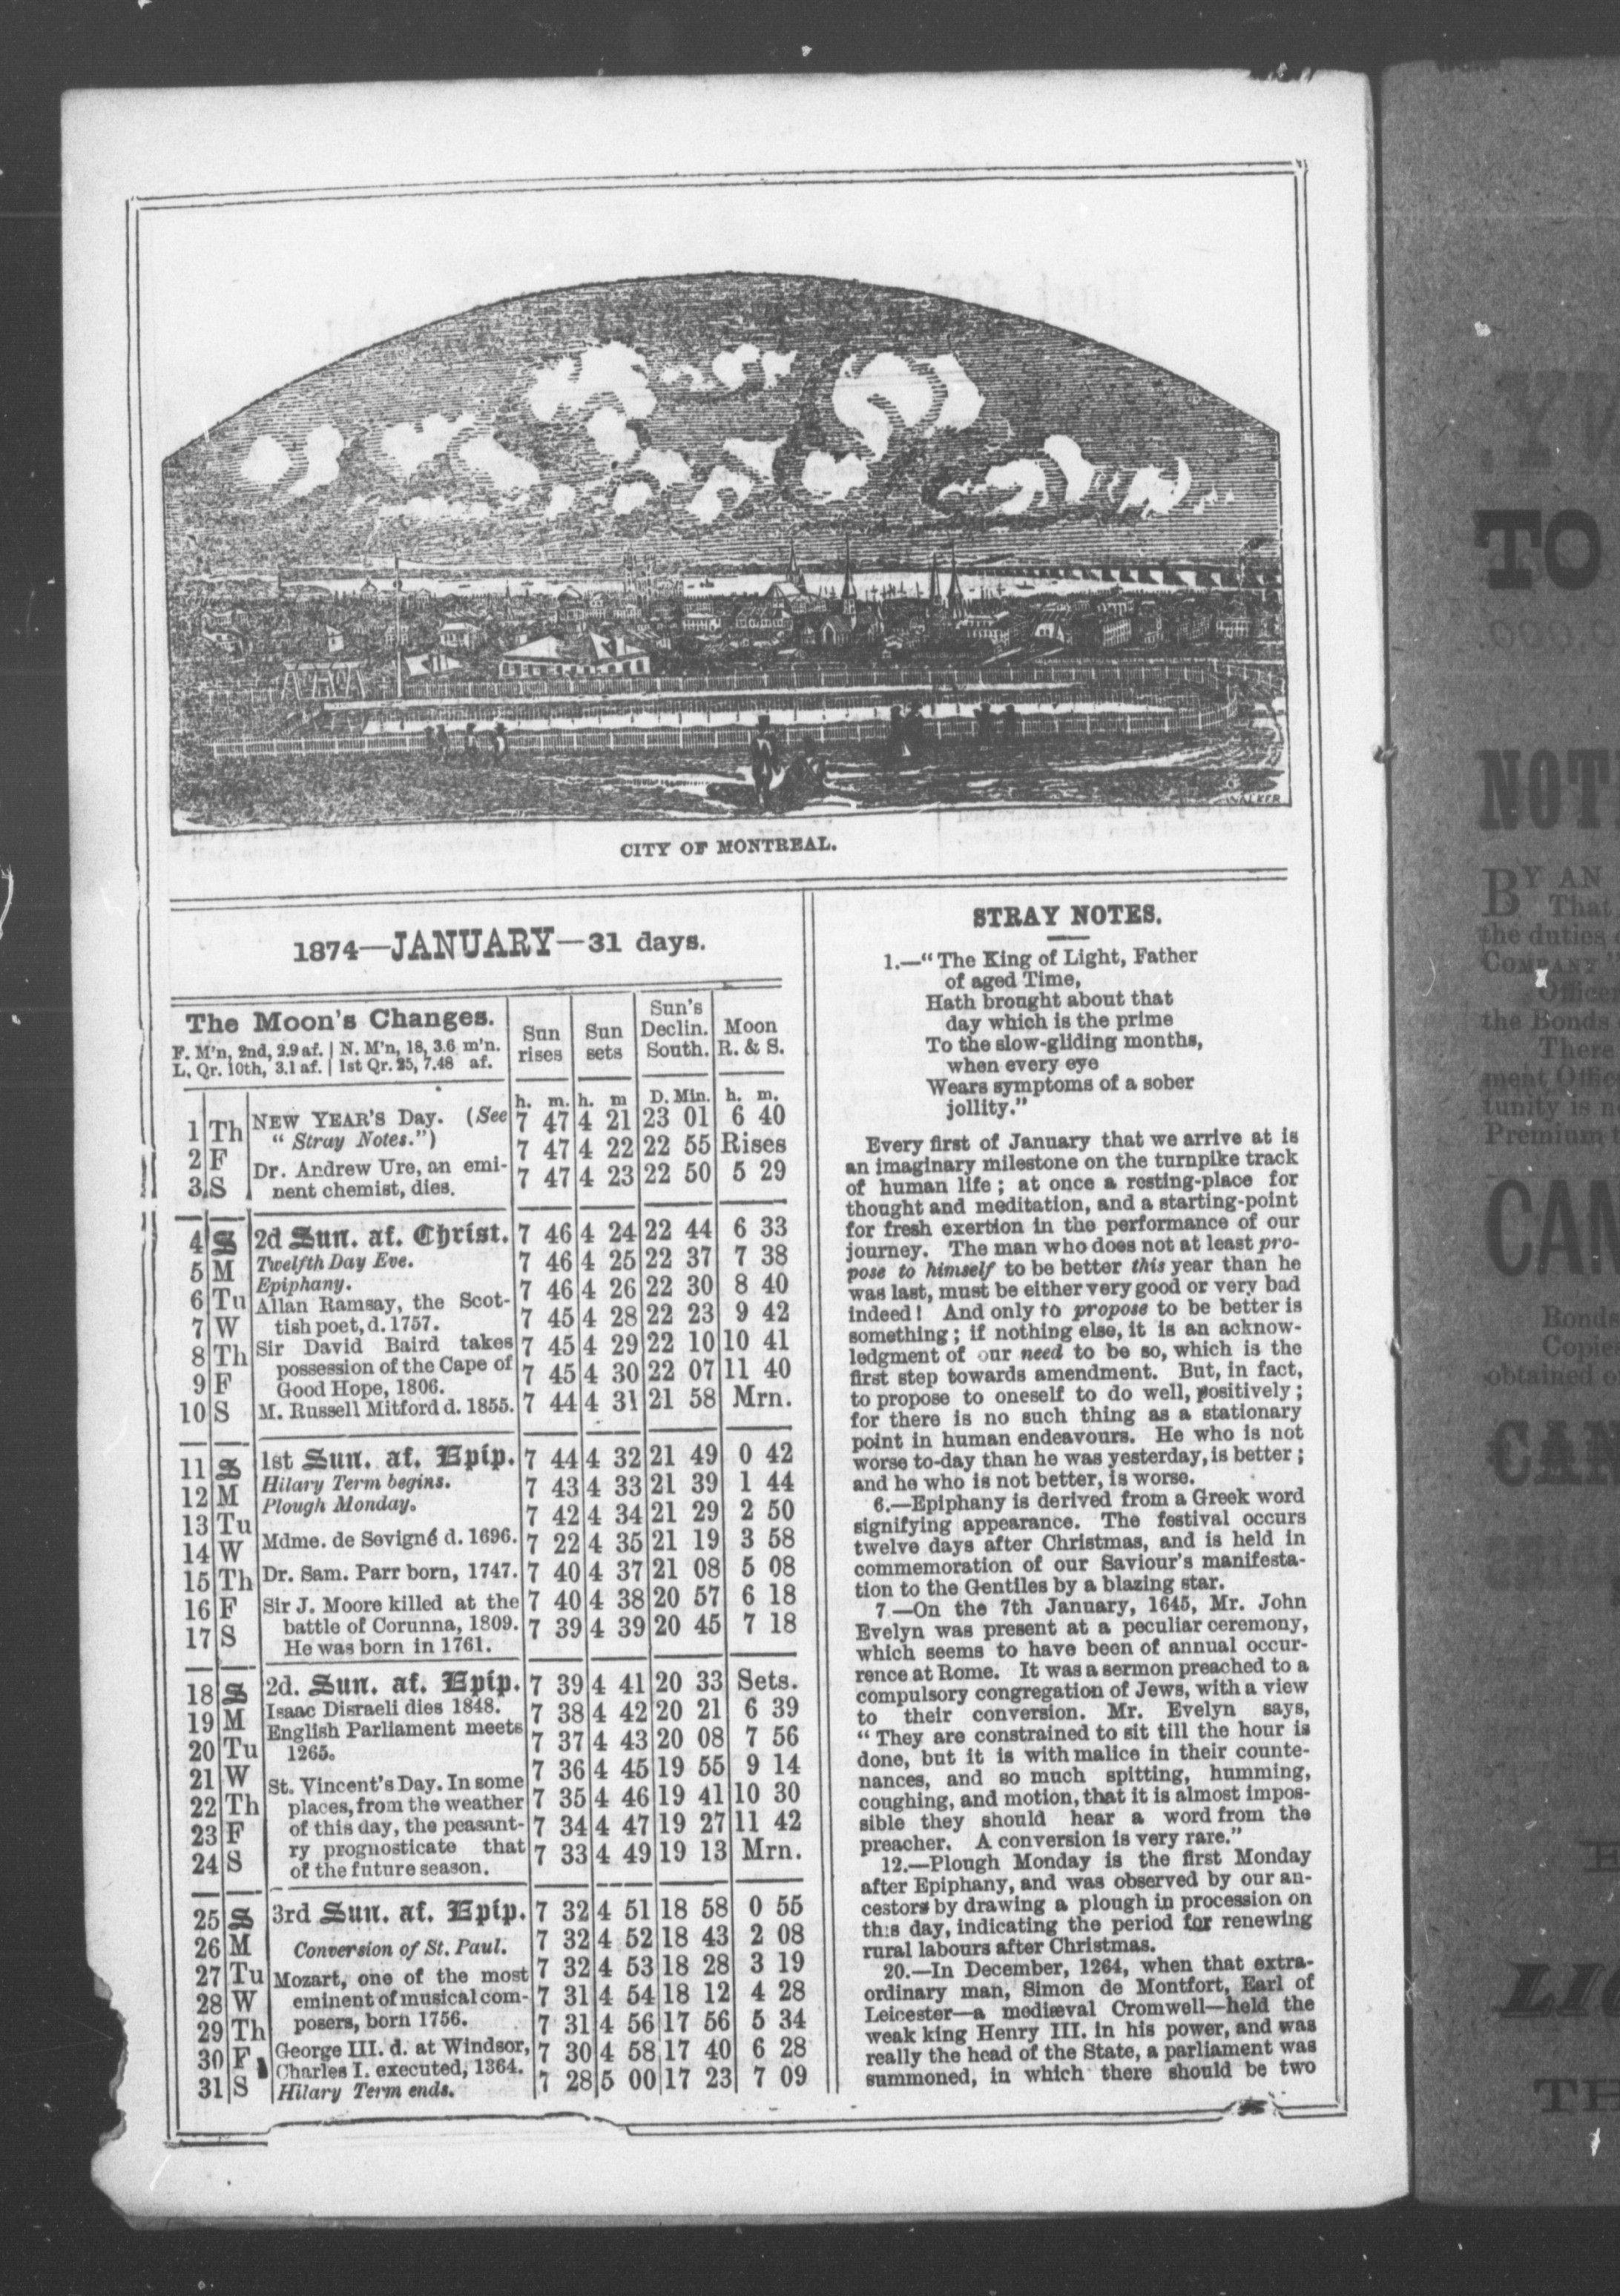 WALKER
CITY OF MONTREAL.
1874—JANUARY—31 days.
The Moon's Changes.
F. M'n, 2nd, 2.9 af. | N. M'n, 18, 3.6 m'n.
L. Qr. 10th, 3.1 af. | 1st Qr. 25, 7.48 af.
Sun rises | Sun sets | Sun's Declin. South. | Moon R. & S.
h. m. | h. m | D. Min. | h. m.
1 Th NEW YEAR'S Day. (See 7 47 4 21 23 01 6 40
2 F "Stray Notes.") 7 47 4 22 22 55 Rises
3 S Dr. Andrew Ure, an emi- 7 47 4 23 22 50 5 29
nent chemist, dies.
4 S 2d Sun. af. Christ. 7 46 4 24 22 44 6 33
5 M Twelfth Day Eve. 7 46 4 25 22 37 7 38
6 Tu Epiphany. 7 46 4 26 22 30 8 40
7 W Allan Ramsay, the Scot- 7 45 4 28 22 23 9 42
tish poet, d. 1757.
8 Th Sir David Baird takes 7 45 4 29 22 10 10 41
9 F possession of the Cape of 7 45 4 30 22 07 11 40
Good Hope, 1806.
10 S M. Russell Mitford d. 1855. 7 44 4 31 21 58 Mrn.
11 S 1st Sun. af. Epip. 7 44 4 32 21 49 0 42
12 M Hilary Term begins. 7 43 4 33 21 39 1 44
Plough Monday.
13 Tu 7 42 4 34 21 29 2 50
14 W Mdme. de Sevigné d. 1696. 7 22 4 35 21 19 3 58
15 Th Dr. Sam. Parr born, 1747. 7 40 4 37 21 08 5 08
16 F Sir J. Moore killed at the 7 40 4 38 20 57 6 18
17 S battle of Corunna, 1809. 7 39 4 39 20 45 7 18
He was born in 1761.
18 S 2d. Sun. af. Epip. 7 39 4 41 20 33 Sets.
19 M Isaac Disraeli dies 1848. 7 38 4 42 20 21 6 39
20 Tu English Parliament meets 7 37 4 43 20 08 7 56
1265.
21 W 7 36 4 45 19 55 9 14
22 Th St. Vincent's Day. In some 7 35 4 46 19 41 10 30
places, from the weather
23 F of this day, the peasant- 7 34 4 47 19 27 11 42
24 S ry prognosticate that 7 33 4 49 19 13 Mrn.
of the future season.
25 S 3rd Sun. af. Epip. 7 32 4 51 18 58 0 55
26 M Conversion of St. Paul. 7 32 4 52 18 43 2 08
27 Tu Mozart, one of the most 7 32 4 53 18 28 3 19
28 W eminent of musical com- 7 31 4 54 18 12 4 28
29 Th posers, born 1756. 7 31 4 56 17 56 5 34
30 F George III. d. at Windsor, 7 30 4 58 17 40 6 28
Charles I. executed, 1364.
31 S Hilary Term ends. 7 28 5 00 17 23 7 09
STRAY NOTES.
1.—"The King of Light, Father
of aged Time,
Hath brought about that
day which is the prime
To the slow-gliding months,
when every eye
Wears symptoms of a sober
jollity."
Every first of January that we arrive at is
an imaginary milestone on the turnpike track
of human life; at once a resting-place for
thought and meditation, and a starting-point
for fresh exertion in the performance of our
journey. The man who does not at least pro-
pose to himself to be better this year than he
was last, must be either very good or very bad
indeed! And only to propose to be better is
something; if nothing else, it is an acknow-
ledgment of our need to be so, which is the
first step towards amendment. But, in fact,
to propose to oneself to do well, positively;
for there is no such thing as a stationary
point in human endeavours. He who is not
worse to-day than he was yesterday, is better;
and he who is not better, is worse.
6.—Epiphany is derived from a Greek word
signifying appearance. The festival occurs
twelve days after Christmas, and is held in
commemoration of our Saviour's manifesta-
tion to the Gentiles by a blazing star.
7 —On the 7th January, 1645, Mr. John
Evelyn was present at a peculiar ceremony,
which seems to have been of annual occur-
rence at Rome. It was a sermon preached to a
compulsory congregation of Jews, with a view
to their conversion. Mr. Evelyn says,
"They are constrained to sit till the hour is
done, but it is with malice in their counte-
nances, and so much spitting, humming,
coughing, and motion, that it is almost impos-
sible they should hear a word from the
preacher. A conversion is very rare."
12.—Plough Monday is the first Monday
after Epiphany, and was observed by our an-
cestors by drawing a plough in procession on
this day, indicating the period for renewing
rural labours after Christmas.
20.—In December, 1264, when that extra-
ordinary man, Simon de Montfort, Earl of
Leicester—a mediæval Cromwell—held the
weak king Henry III. in his power, and was
really the head of the State, a parliament was
summoned, in which there should be two
TO
NOT
BY AN
That
the duties
COMPANY"
Officer
the Bonds
There
ment Offic
tunity is n
Premium t
CAN
Bonds
Copies
obtained o
CAN
LIC
TH